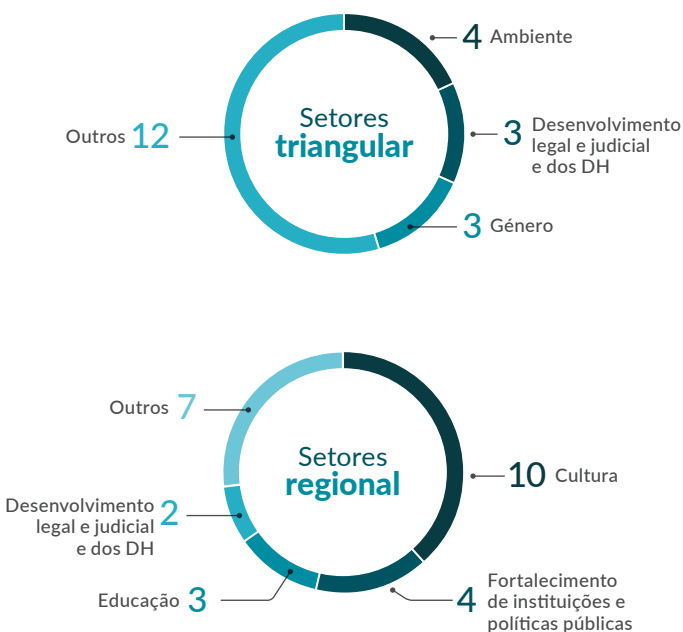 Setores
triangular
4 Ambiente
3 Desenvolvimento
legal e judicial
e dos DH
3 Género
Outros 12
Setores
regional
10 Cultura
4 Fortalecimento
de instituições e
políticas públicas
Educação 3
Desenvolvimento
legal e judicial 2
e dos DH
Outros 7